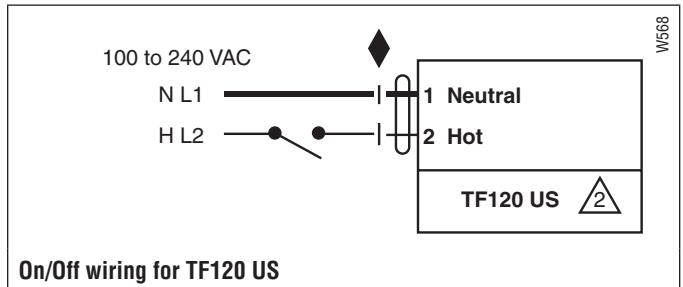 W568
100 to 240 VAC
N L1
1 Neutral
H L2
2 Hot
TF120 US 2
On/Off wiring for TF120 US